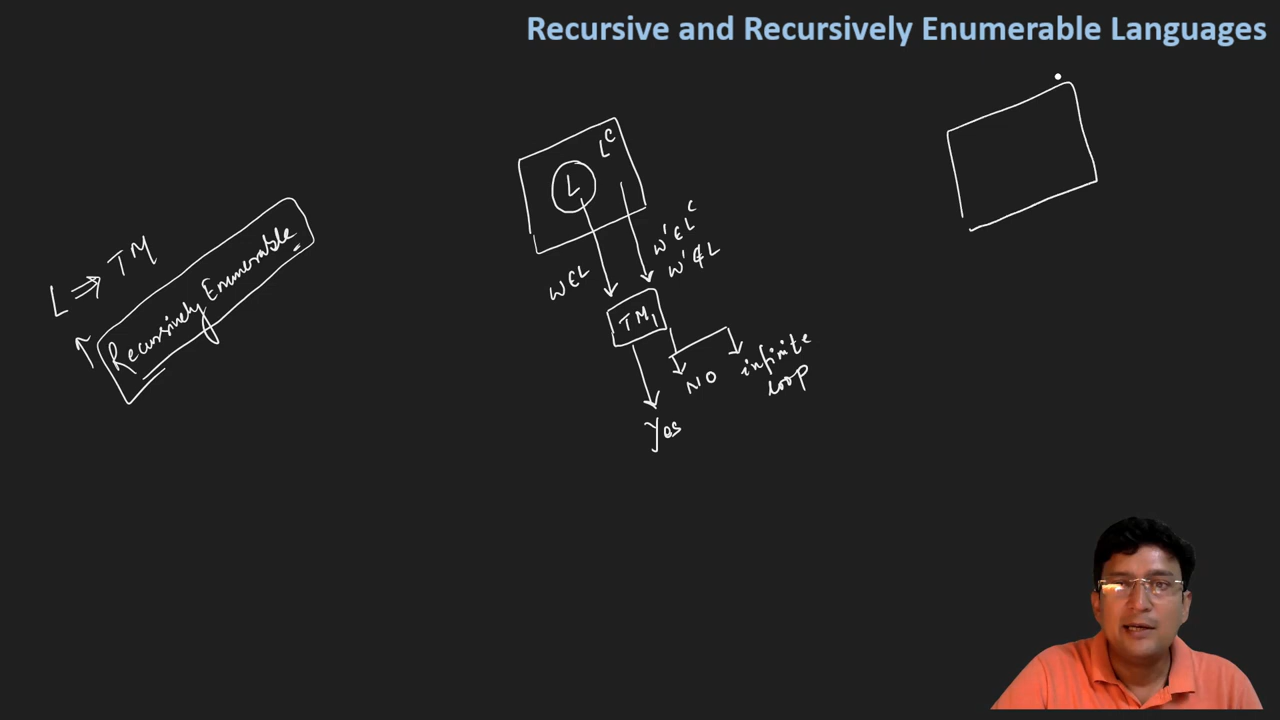 Recursive and Recursively Enumerable Languages
L ⇒ TM
↑ Recursively Enumerable
L
L^c
w∈L
w'∈L^c
w'∉L
TM₁
NO
infinite
loop
Yes